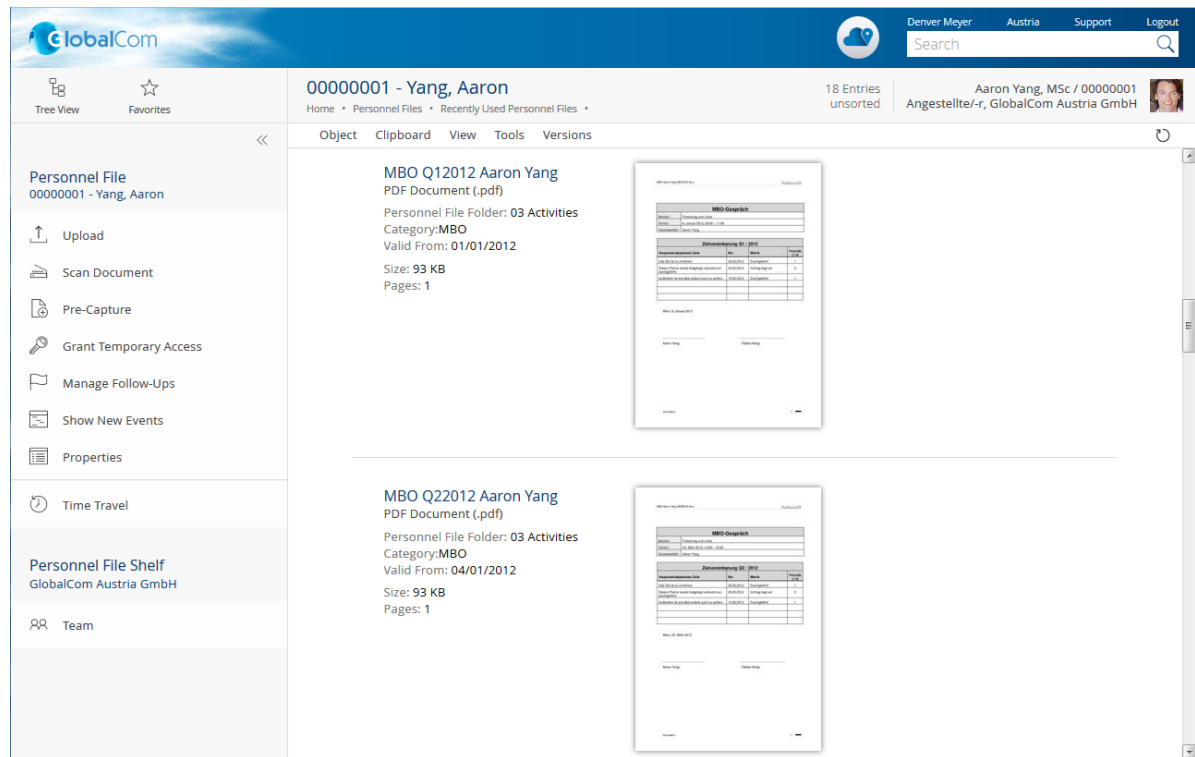 GlobalCom
Denver Meyer Austria Support Logout
Search
Tree View Favorites
00000001 - Yang, Aaron
Home • Personnel Files • Recently Used Personnel Files •
18 Entries
unsorted
Aaron Yang, MSc / 00000001
Angestellte/-r, GlobalCom Austria GmbH
Object Clipboard View Tools Versions
Personnel File
00000001 - Yang, Aaron
Upload
Scan Document
Pre-Capture
Grant Temporary Access
Manage Follow-Ups
Show New Events
Properties
Time Travel
Personnel File Shelf
GlobalCom Austria GmbH
Team
MBO Q12012 Aaron Yang
PDF Document (.pdf)
Personnel File Folder: 03 Activities
Category:MBO
Valid From: 01/01/2012
Size: 93 KB
Pages: 1
MBO-Gespräch
Zielvereinbarung Q1 / 2012
Aaron Yang
MBO Q22012 Aaron Yang
PDF Document (.pdf)
Personnel File Folder: 03 Activities
Category:MBO
Valid From: 04/01/2012
Size: 93 KB
Pages: 1
MBO-Gespräch
Zielvereinbarung Q2 / 2012
Aaron Yang